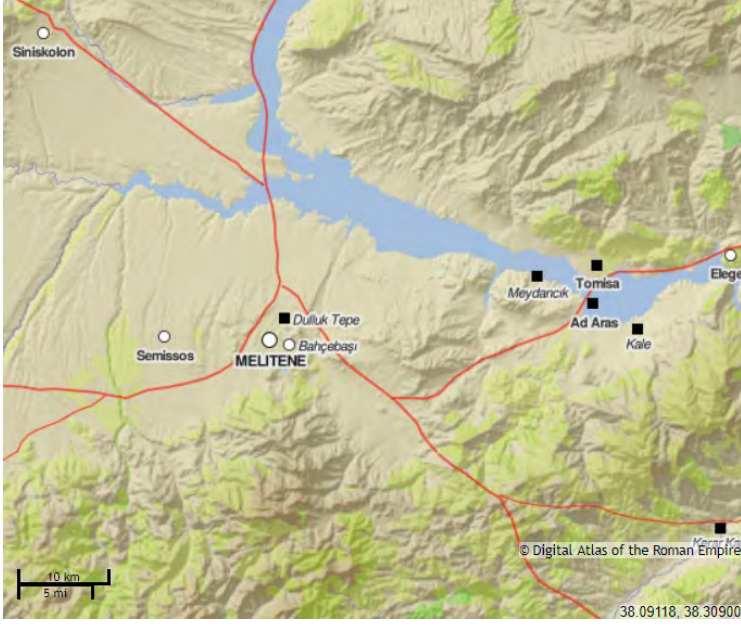 Siniskolon
Elege
Tomisa
Meydancık
Ad Aras
Dulluk Tepe
Kale
Bahçebaşı
Semissos
MELITENE
© Digital Atlas of the Roman Empire
10 km
5 mi
38.09118, 38.30900